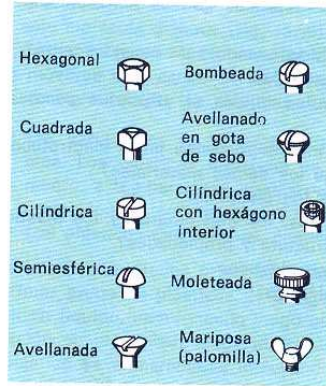 Hexagonal
Bombeada
Cuadrada
Avellanado
en gota
de sebo
Cilíndrica
Cilíndrica
con hexágono
interior
Semiesférica
Moleteada
Avellanada
Mariposa
(palomilla)